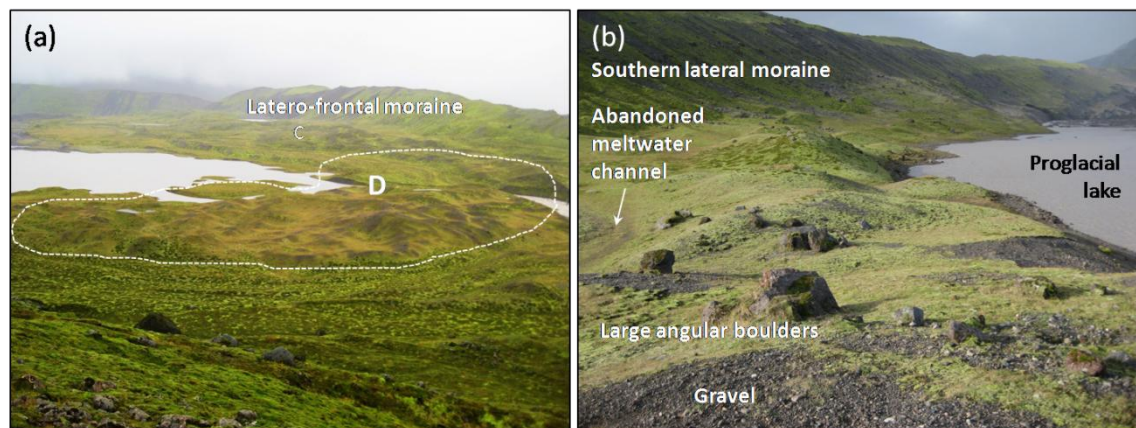 (a)
Latero-frontal moraine
C
D
(b)
Southern lateral moraine
Abandoned
meltwater
channel
Proglacial
lake
Large angular boulders
Gravel